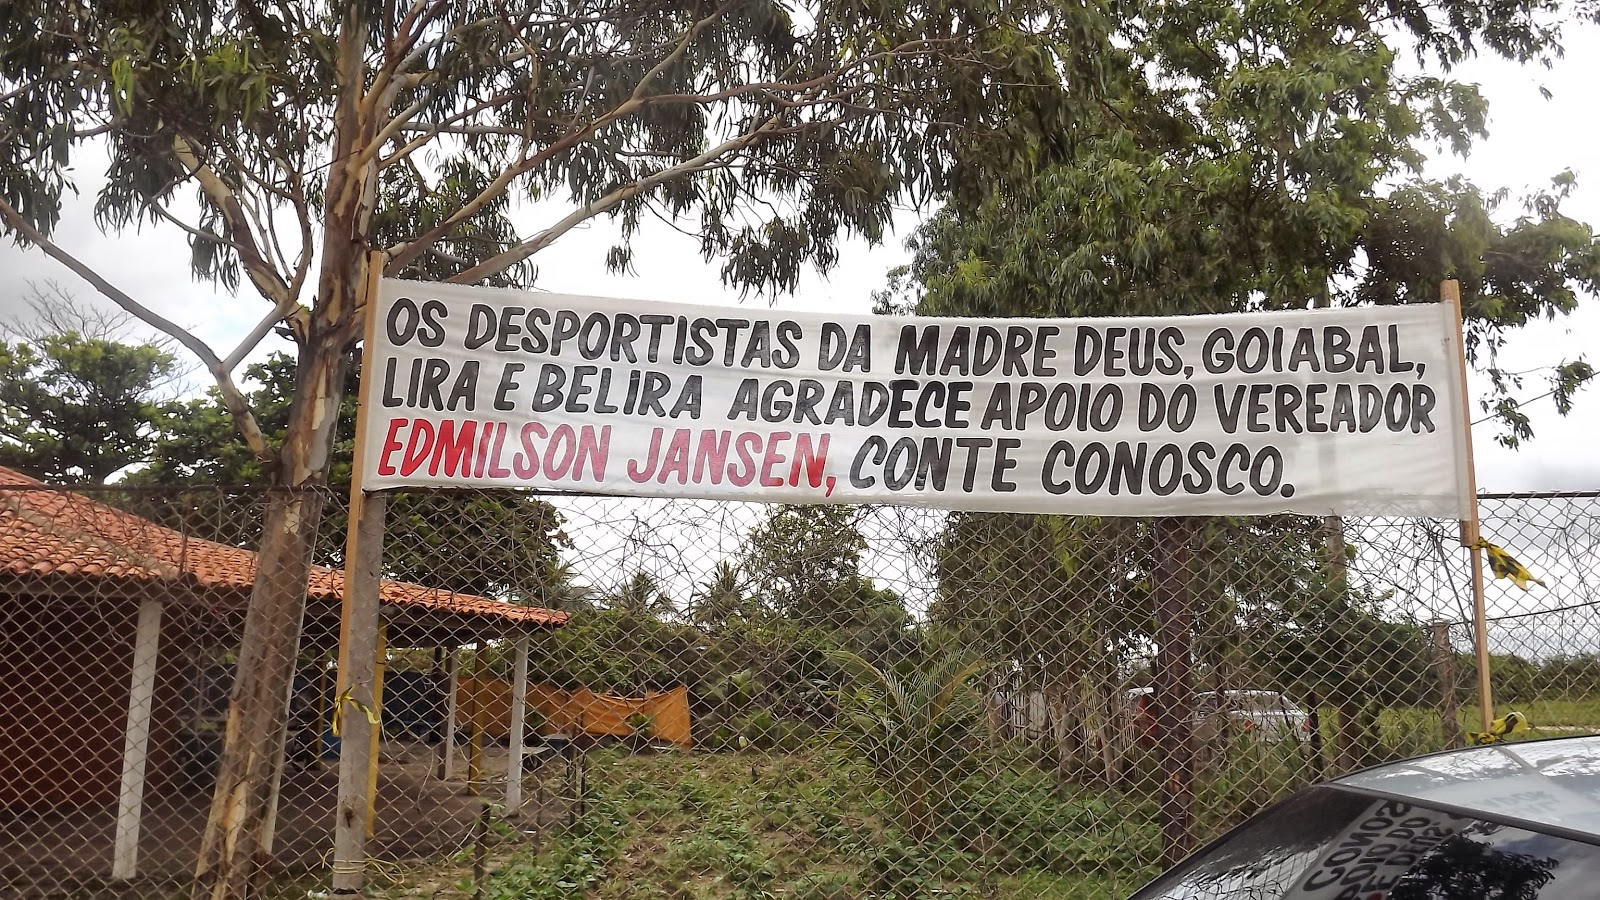 OS DESPORTISTAS DA MADRE DEUS, GOIABAL,
LIRA E BELIRA AGRADECE APOIO DO VEREADOR
EDMILSON JANSEN, CONTE CONOSCO.